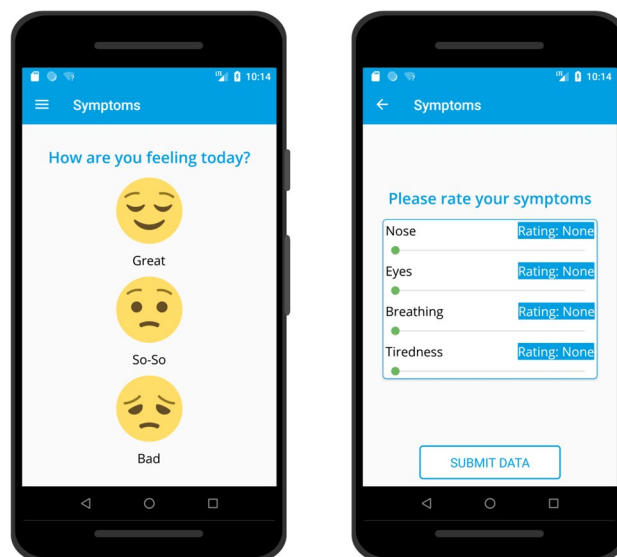 10:14
Symptoms
How are you feeling today?
Great
So-So
Bad
10:14
Symptoms
Please rate your symptoms
Nose Rating: None
Eyes Rating: None
Breathing Rating: None
Tiredness Rating: None
SUBMIT DATA